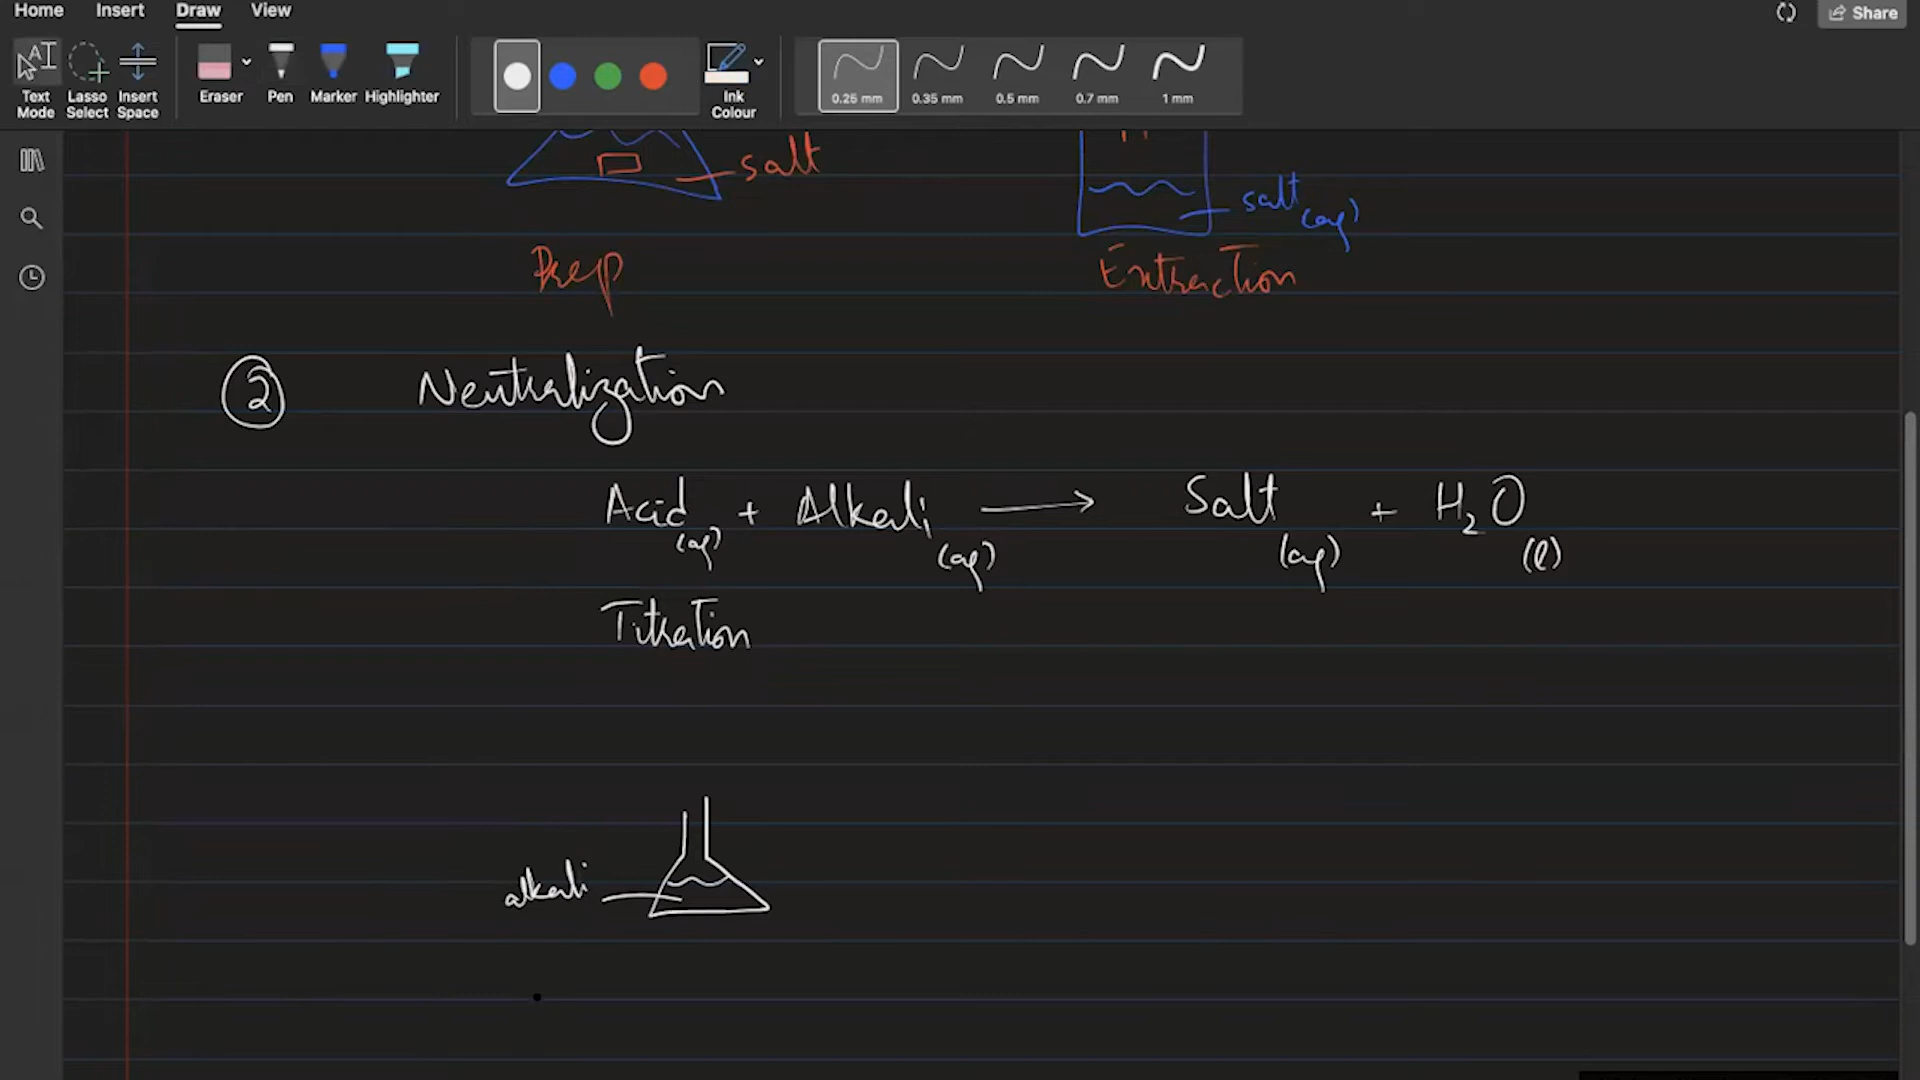 Home Insert Draw View
Share
Text Mode
Lasso Select
Insert Space
Eraser
Pen
Marker
Highlighter
Ink Colour
0.25 mm
0.35 mm
0.5 mm
0.7 mm
1 mm
salt
salt (aq)
Prep
Extraction
2 Neutralization
Acid (aq) + Alkali (aq) → Salt (aq) + H₂O (l)
Titration
alkali